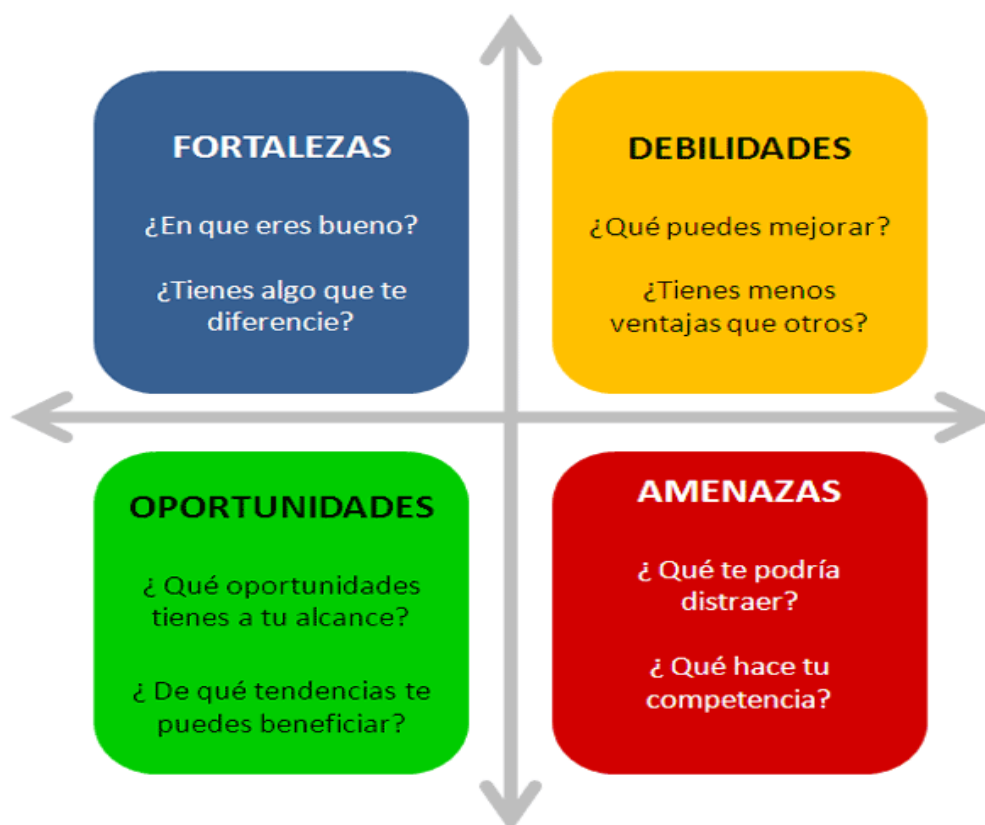 FORTALEZAS
¿En que eres bueno?
¿Tienes algo que te
diferencie?
DEBILIDADES
¿Qué puedes mejorar?
¿Tienes menos
ventajas que otros?
OPORTUNIDADES
¿ Qué oportunidades
tienes a tu alcance?
¿ De qué tendencias te
puedes beneficiar?
AMENAZAS
¿ Qué te podría
distraer?
¿ Qué hace tu
competencia?